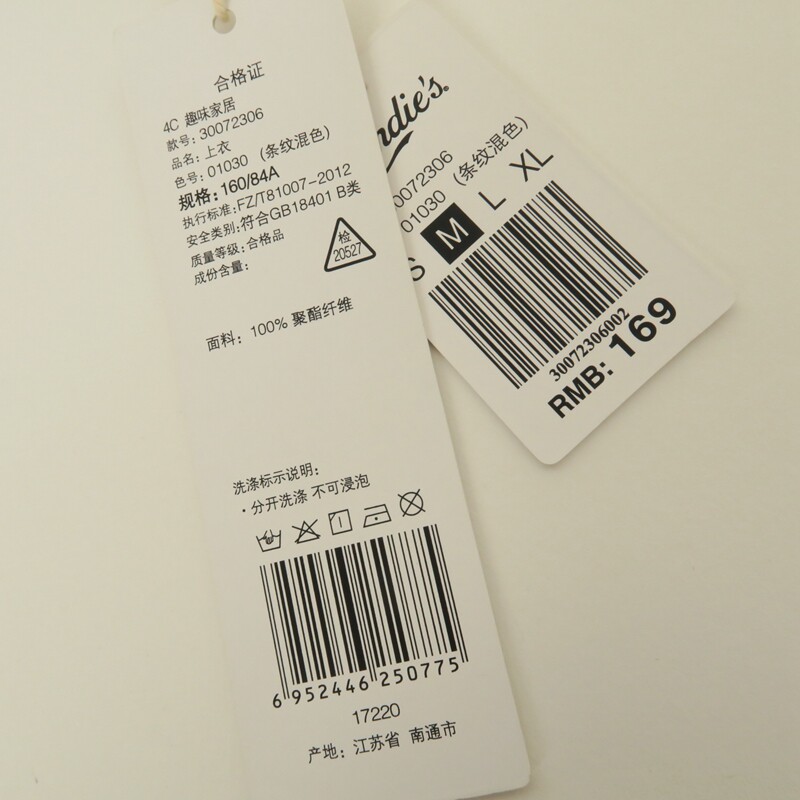 合格证
4C 趣味家居
款号: 30072306
品名: 上衣
色号: 01030 (条纹混色)
规格: 160/84A
执行标准: FZ/T81007-2012
安全类别: 符合GB18401 B类
质量等级: 合格品
成份含量:
检
20527
面料: 100% 聚酯纤维
洗涤标示说明:
·分开洗涤 不可浸泡
6 952446 250775
17220
产地: 江苏省 南通市
ndie's
0072306
01030 (条纹混色)
S M L XL
30072306002
RMB: 169